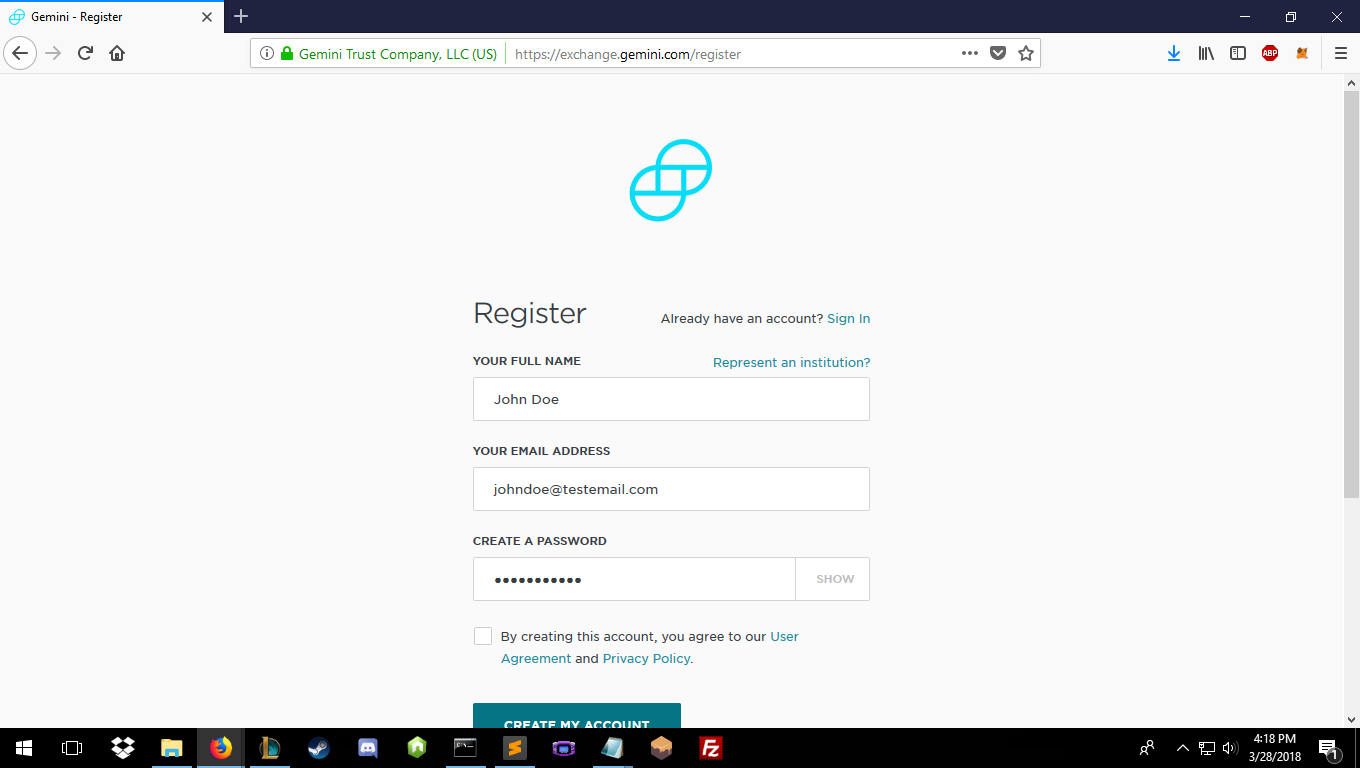 Gemini - Register
Gemini Trust Company, LLC (US)
https://exchange.gemini.com/register
ABP
Register
Already have an account? Sign In
YOUR FULL NAME
Represent an institution?
John Doe
YOUR EMAIL ADDRESS
johndoe@testemail.com
CREATE A PASSWORD
SHOW
By creating this account, you agree to our User
Agreement and Privacy Policy.
CREATE MY ACCOUNT
4:18 PM
3/28/2018
1